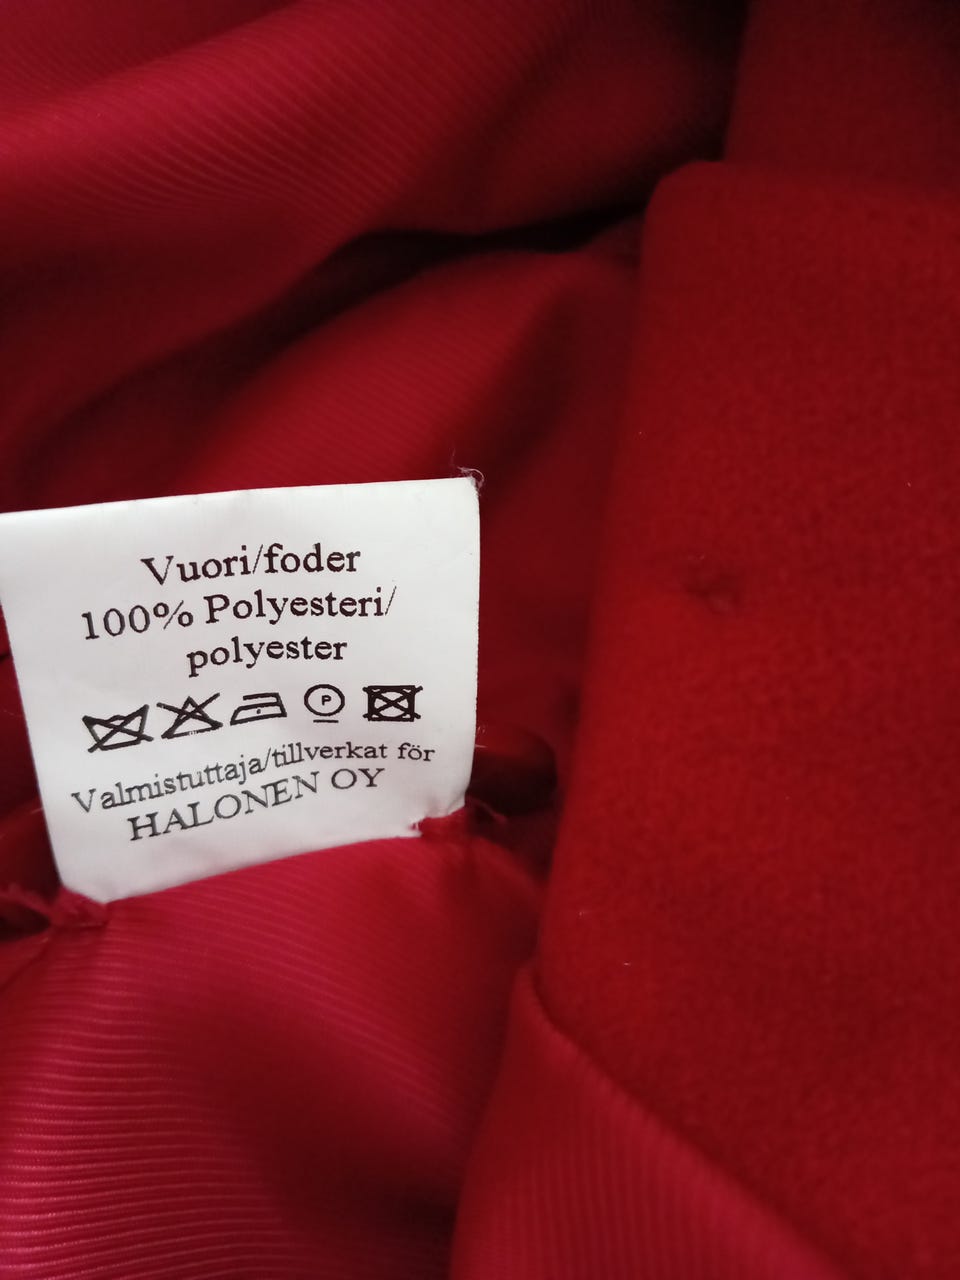 Vuori/foder
100% Polyesteri/
polyester
P
Valmistuttaja/tillverkat för
HALONEN OY